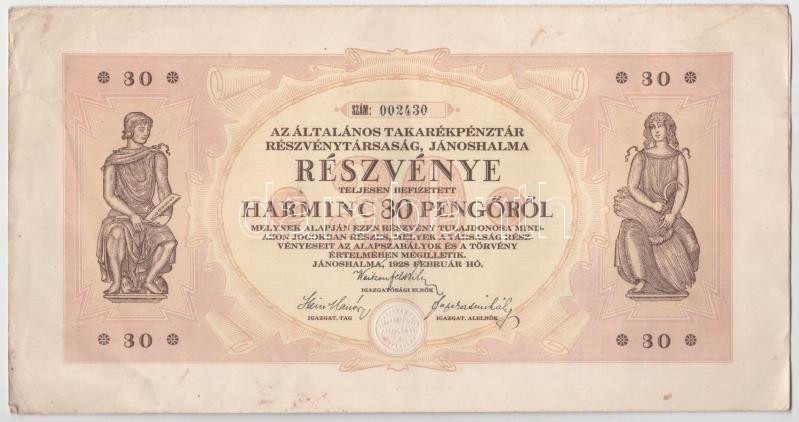 * 30 *
* 30 *
SZÁM: 002430
AZ ÁLTALÁNOS TAKARÉKPÉNZTÁR
RÉSZVÉNYTÁRSASÁG, JÁNOSHALMA
RÉSZVÉNYE
TELJESEN BEFIZETETT
HARMINC 30 PENGŐRŐL
MELYNEK ALAPJÁN EZEN RÉSZVÉNY TULAJDONOSA MIND-
AZON JOGOKBAN RÉSZES, MELYEK A TÁRSASÁG RÉSZ-
VÉNYESEIT AZ ALAPSZABÁLYOK ÉS A TÖRVÉNY
ÉRTELMÉBEN MEGILLETIK.
JÁNOSHALMA, 1928 FEBRUÁR HÓ.
IGAZGATÓSÁGI ELNÖK
IGAZGAT. TAG
IGAZGAT. ALELNÖK
* 30 *
* 30 *